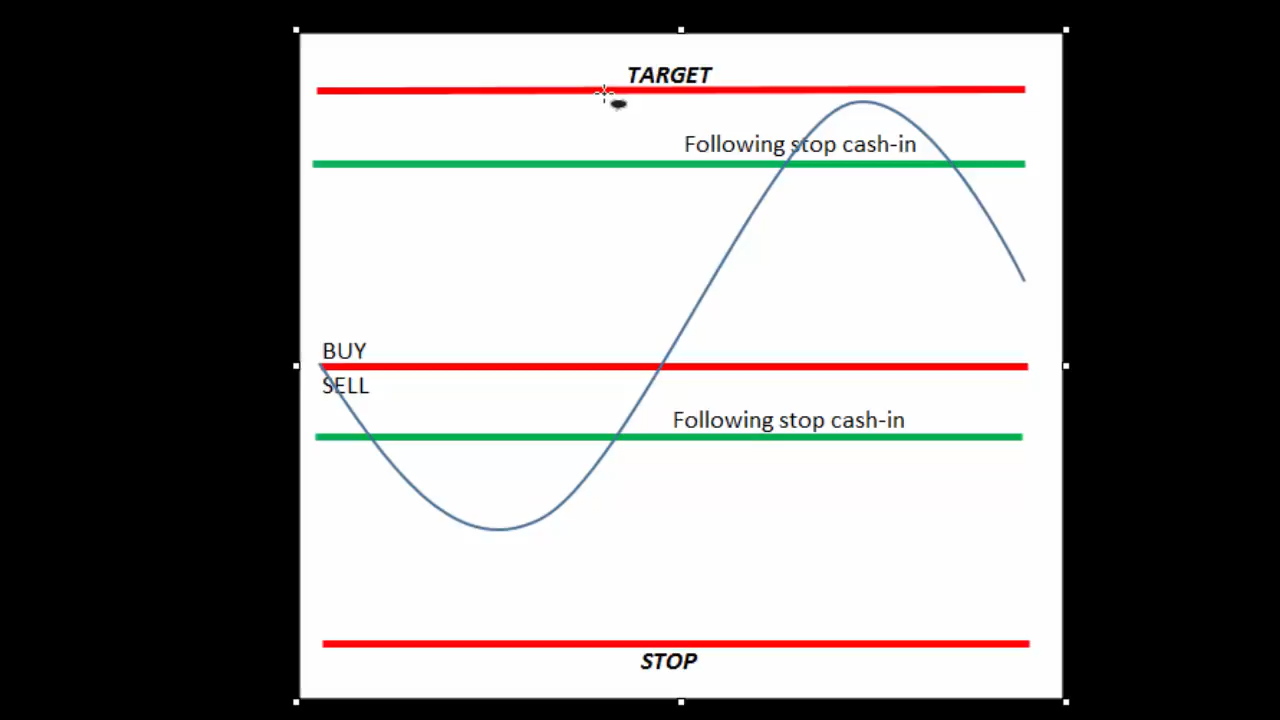 TARGET
Following stop cash-in
BUY
SELL
Following stop cash-in
STOP